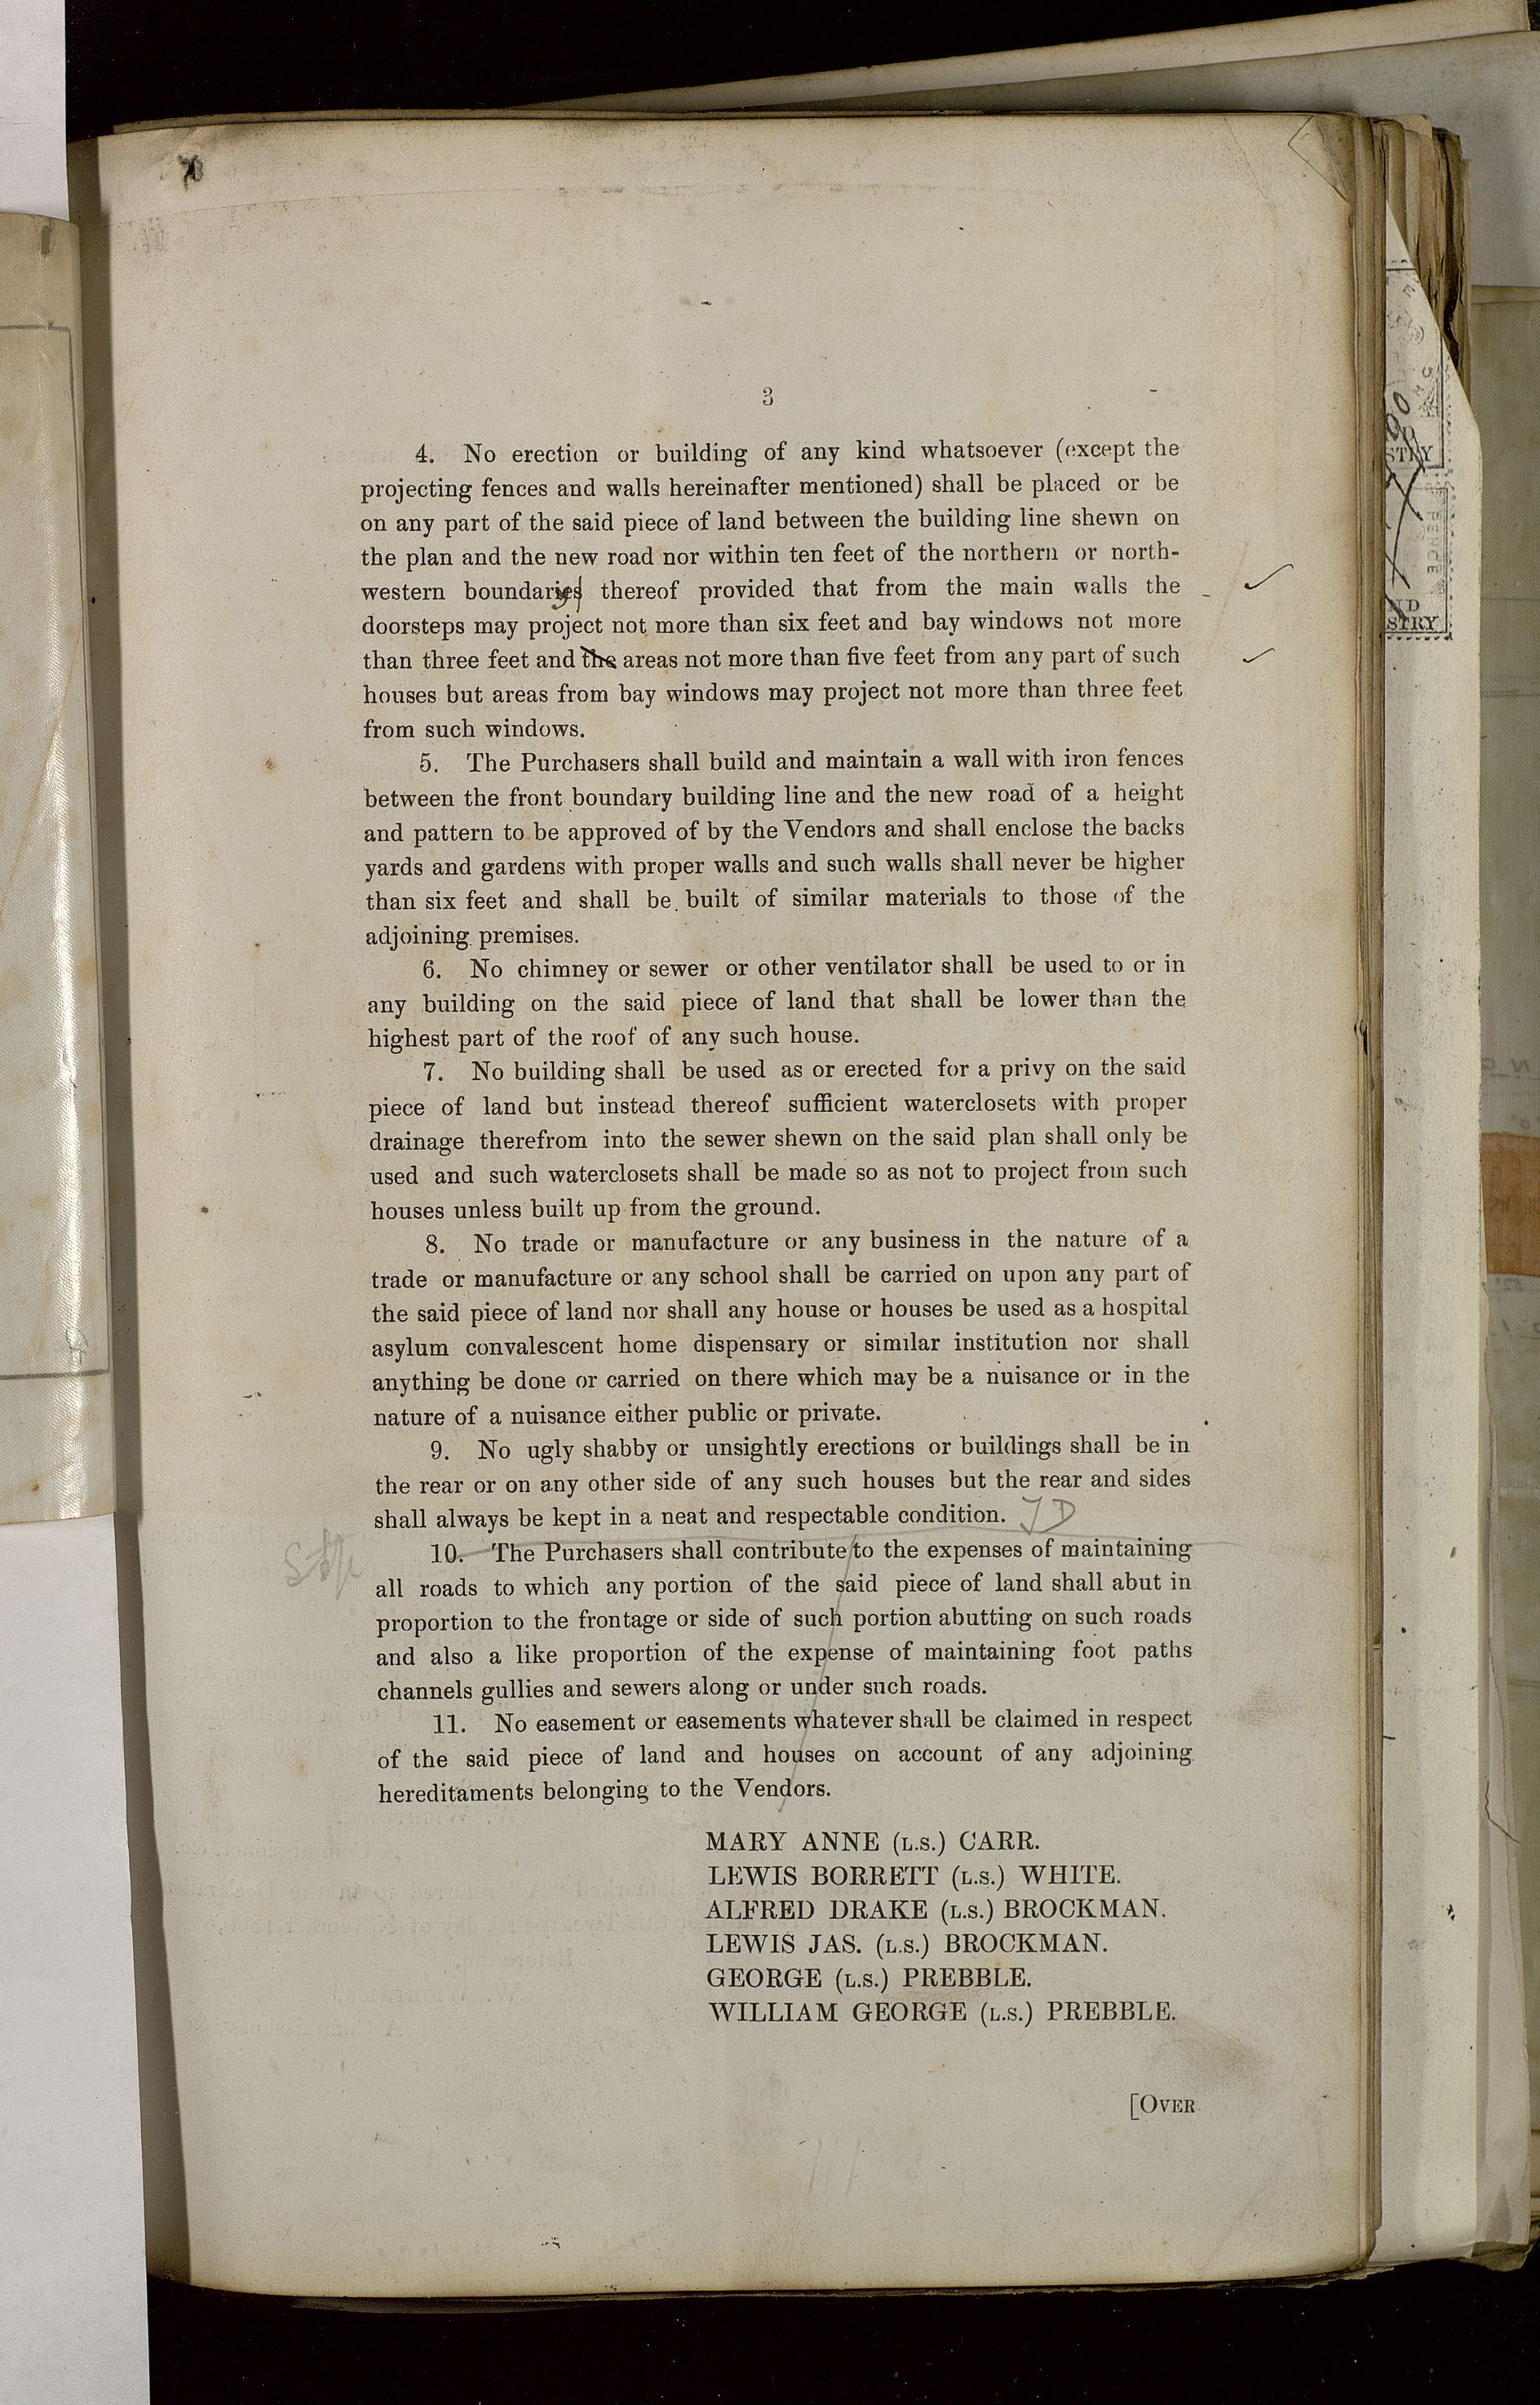 3
4. No erection or building of any kind whatsoever (except the
projecting fences and walls hereinafter mentioned) shall be placed or be
on any part of the said piece of land between the building line shewn on
the plan and the new road nor within ten feet of the northern or north-
western boundary thereof provided that from the main walls the
doorsteps may project not more than six feet and bay windows not more
than three feet and the areas not more than five feet from any part of such
houses but areas from bay windows may project not more than three feet
from such windows.
5. The Purchasers shall build and maintain a wall with iron fences
between the front boundary building line and the new road of a height
and pattern to be approved of by the Vendors and shall enclose the backs
yards and gardens with proper walls and such walls shall never be higher
than six feet and shall be built of similar materials to those of the
adjoining premises.
6. No chimney or sewer or other ventilator shall be used to or in
any building on the said piece of land that shall be lower than the
highest part of the roof of any such house.
7. No building shall be used as or erected for a privy on the said
piece of land but instead thereof sufficient waterclosets with proper
drainage therefrom into the sewer shewn on the said plan shall only be
used and such waterclosets shall be made so as not to project from such
houses unless built up from the ground.
8. No trade or manufacture or any business in the nature of a
trade or manufacture or any school shall be carried on upon any part of
the said piece of land nor shall any house or houses be used as a hospital
asylum convalescent home dispensary or similar institution nor shall
anything be done or carried on there which may be a nuisance or in the
nature of a nuisance either public or private.
9. No ugly shabby or unsightly erections or buildings shall be in
the rear or on any other side of any such houses but the rear and sides
shall always be kept in a neat and respectable condition.
10. The Purchasers shall contribute to the expenses of maintaining
all roads to which any portion of the said piece of land shall abut in
proportion to the frontage or side of such portion abutting on such roads
and also a like proportion of the expense of maintaining foot paths
channels gullies and sewers along or under such roads.
11. No easement or easements whatever shall be claimed in respect
of the said piece of land and houses on account of any adjoining
hereditaments belonging to the Vendors.
MARY ANNE (L.S.) CARR.
LEWIS BORRETT (L.S.) WHITE.
ALFRED DRAKE (L.S.) BROCKMAN.
LEWIS JAS. (L.S.) BROCKMAN.
GEORGE (L.S.) PREBBLE.
WILLIAM GEORGE (L.S.) PREBBLE.
[OVER